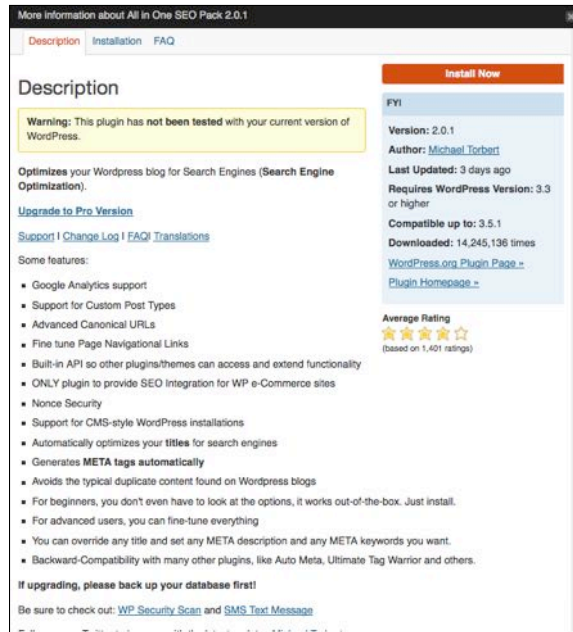 More information about All in One SEO Pack 2.0.1
Description Installation FAQ
Description
Warning: This plugin has not been tested with your current version of
WordPress.
Optimizes your Wordpress blog for Search Engines (Search Engine
Optimization).
Upgrade to Pro Version
Support | Change Log | FAQ| Translations
Some features:
Google Analytics support
Support for Custom Post Types
Advanced Canonical URLs
Fine tune Page Navigational Links
Built-in API so other plugins/themes can access and extend functionality
ONLY plugin to provide SEO Integration for WP e-Commerce sites
Nonce Security
Support for CMS-style WordPress installations
Automatically optimizes your titles for search engines
Generates META tags automatically
Avoids the typical duplicate content found on Wordpress blogs
For beginners, you don't even have to look at the options, it works out-of-the-box. Just install.
For advanced users, you can fine-tune everything
You can override any title and set any META description and any META keywords you want.
Backward-Compatibility with many other plugins, like Auto Meta, Ultimate
Tag Warrior and others.
If upgrading, please back up your database first!
Be sure to check out: WP Security Scan and SMS Text Message
Install Now
FYI
Version: 2.0.1
Author: Michael Torbert
Last Updated: 3 days ago
Requires WordPress Version: 3.3
or higher
Compatible up to: 3.5.1
Downloaded: 14,245,136 times
WordPress.org Plugin Page »
Plugin Homepage »
Average Rating
(based on 1,401 ratings)